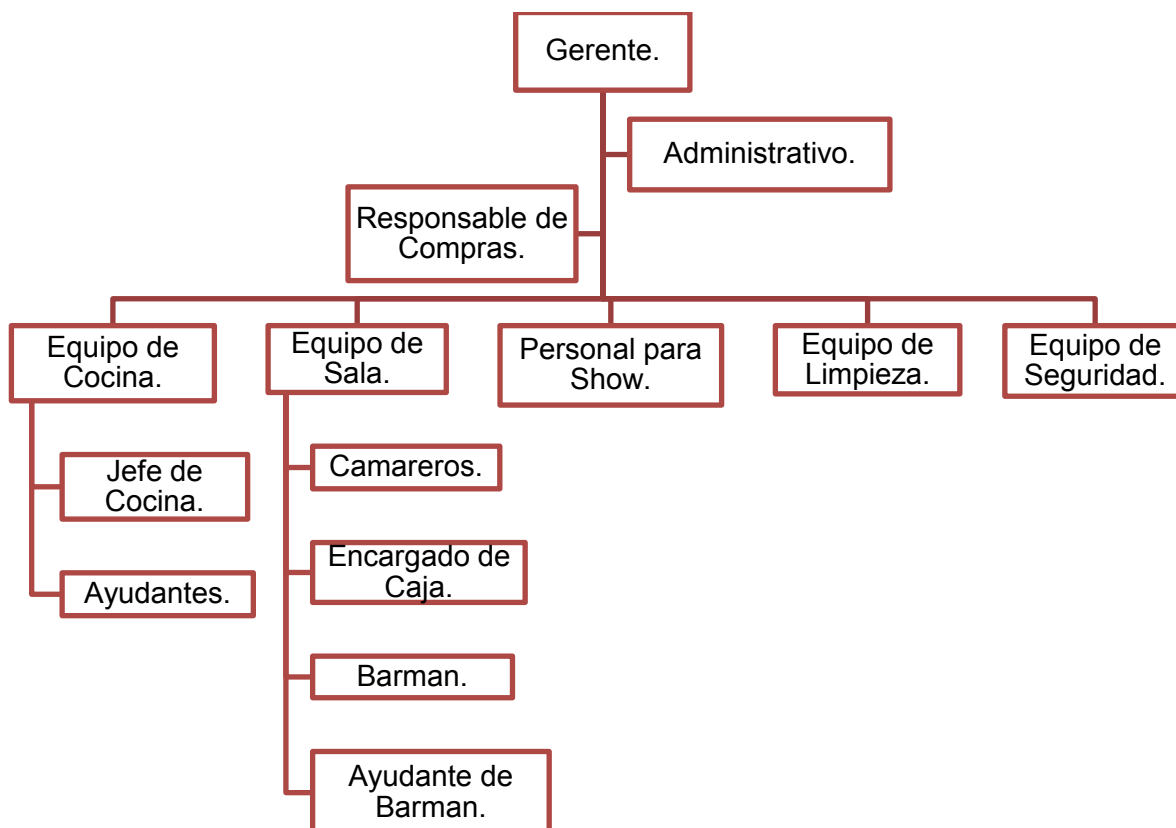 Gerente.
Administrativo.
Responsable de
Compras.
Equipo de
Cocina.
Equipo de
Sala.
Personal para
Show.
Equipo de
Limpieza.
Equipo de
Seguridad.
Jefe de
Cocina.
Ayudantes.
Camareros.
Encargado de
Caja.
Barman.
Ayudante de
Barman.